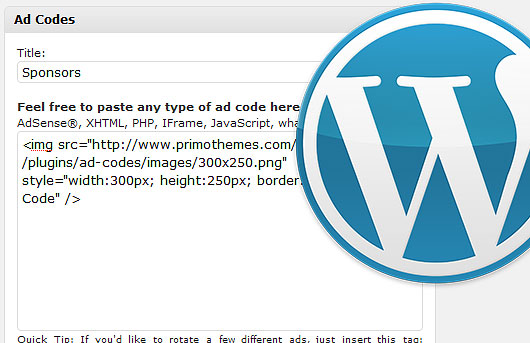 Ad Codes
Title:
Sponsors
Feel free to paste any type of ad code here
AdSense®, XHTML, PHP, IFrame, JavaScript,
<img src="http://www.primothemes.com/
/plugins/ad-codes/images/300x250.png"
style="width:300px; height:250px; border:
Code" />
Quick Tip: If you'd like to rotate a few different ads, just insert this tag:
W